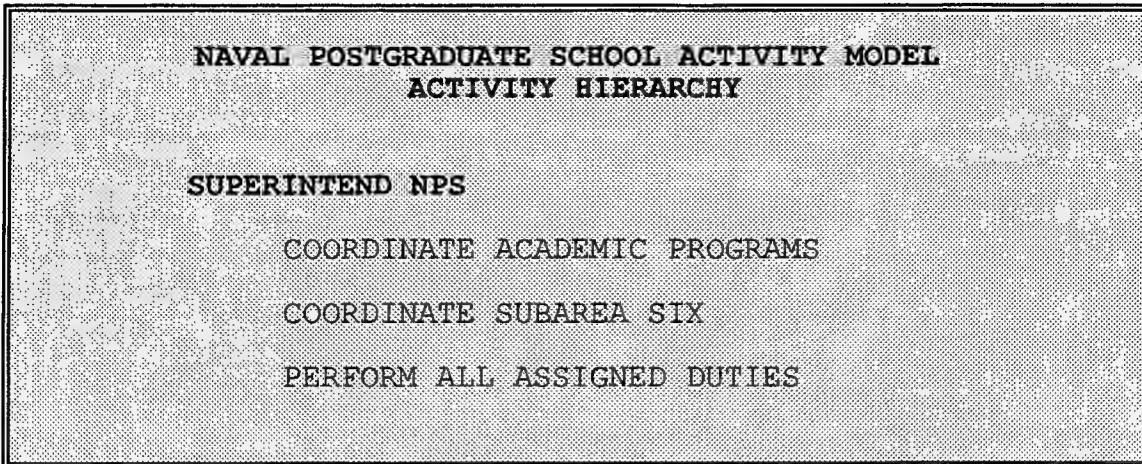 NAVAL POSTGRADUATE SCHOOL ACTIVITY MODEL
ACTIVITY HIERARCHY
SUPERINTEND NPS
COORDINATE ACADEMIC PROGRAMS
COORDINATE SUBAREA SIX
PERFORM ALL ASSIGNED DUTIES